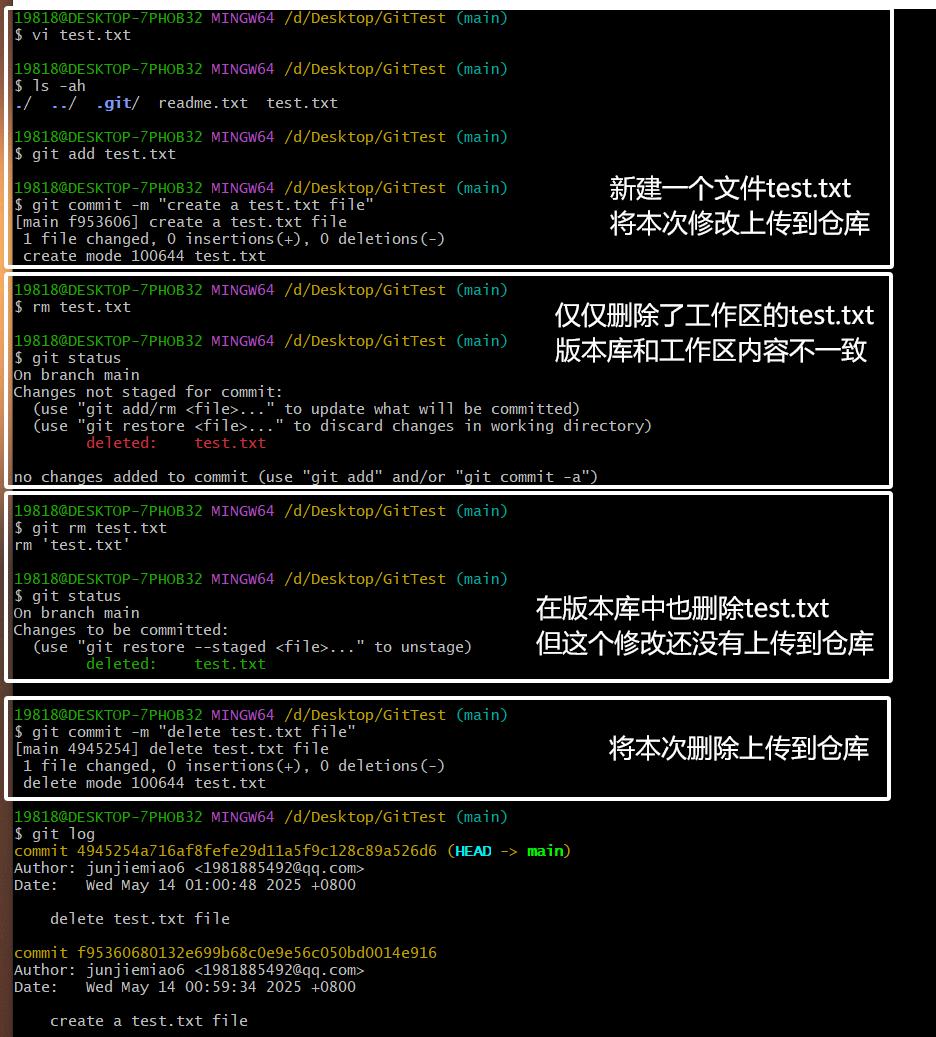 19818@DESKTOP-7PHOB32 MINGW64 /d/Desktop/GitTest (main)
$ vi test.txt
19818@DESKTOP-7PHOB32 MINGW64 /d/Desktop/GitTest (main)
$ ls -ah
./  ../  .git/  readme.txt  test.txt
19818@DESKTOP-7PHOB32 MINGW64 /d/Desktop/GitTest (main)
$ git add test.txt
19818@DESKTOP-7PHOB32 MINGW64 /d/Desktop/GitTest (main)
$ git commit -m "create a test.txt file"
[main f953606] create a test.txt file
 1 file changed, 0 insertions(+), 0 deletions(-)
 create mode 100644 test.txt
新建一个文件test.txt
将本次修改上传到仓库
19818@DESKTOP-7PHOB32 MINGW64 /d/Desktop/GitTest (main)
$ rm test.txt
19818@DESKTOP-7PHOB32 MINGW64 /d/Desktop/GitTest (main)
$ git status
On branch main
Changes not staged for commit:
  (use "git add/rm <file>..." to update what will be committed)
  (use "git restore <file>..." to discard changes in working directory)
        deleted:    test.txt
no changes added to commit (use "git add" and/or "git commit -a")
仅仅删除了工作区的test.txt
版本库和工作区内容不一致
19818@DESKTOP-7PHOB32 MINGW64 /d/Desktop/GitTest (main)
$ git rm test.txt
rm 'test.txt'
19818@DESKTOP-7PHOB32 MINGW64 /d/Desktop/GitTest (main)
$ git status
On branch main
Changes to be committed:
  (use "git restore --staged <file>..." to unstage)
        deleted:    test.txt
在版本库中也删除test.txt
但这个修改还没有上传到仓库
19818@DESKTOP-7PHOB32 MINGW64 /d/Desktop/GitTest (main)
$ git commit -m "delete test.txt file"
[main 4945254] delete test.txt file
 1 file changed, 0 insertions(+), 0 deletions(-)
 delete mode 100644 test.txt
将本次删除上传到仓库
19818@DESKTOP-7PHOB32 MINGW64 /d/Desktop/GitTest (main)
$ git log
commit 4945254a716af8fefe29d11a5f9c128c89a526d6 (HEAD -> main)
Author: junjiemiao6 <1981885492@qq.com>
Date:   Wed May 14 01:00:48 2025 +0800
    delete test.txt file
commit f95360680132e699b68c0e9e56c050bd0014e916
Author: junjiemiao6 <1981885492@qq.com>
Date:   Wed May 14 00:59:34 2025 +0800
    create a test.txt file